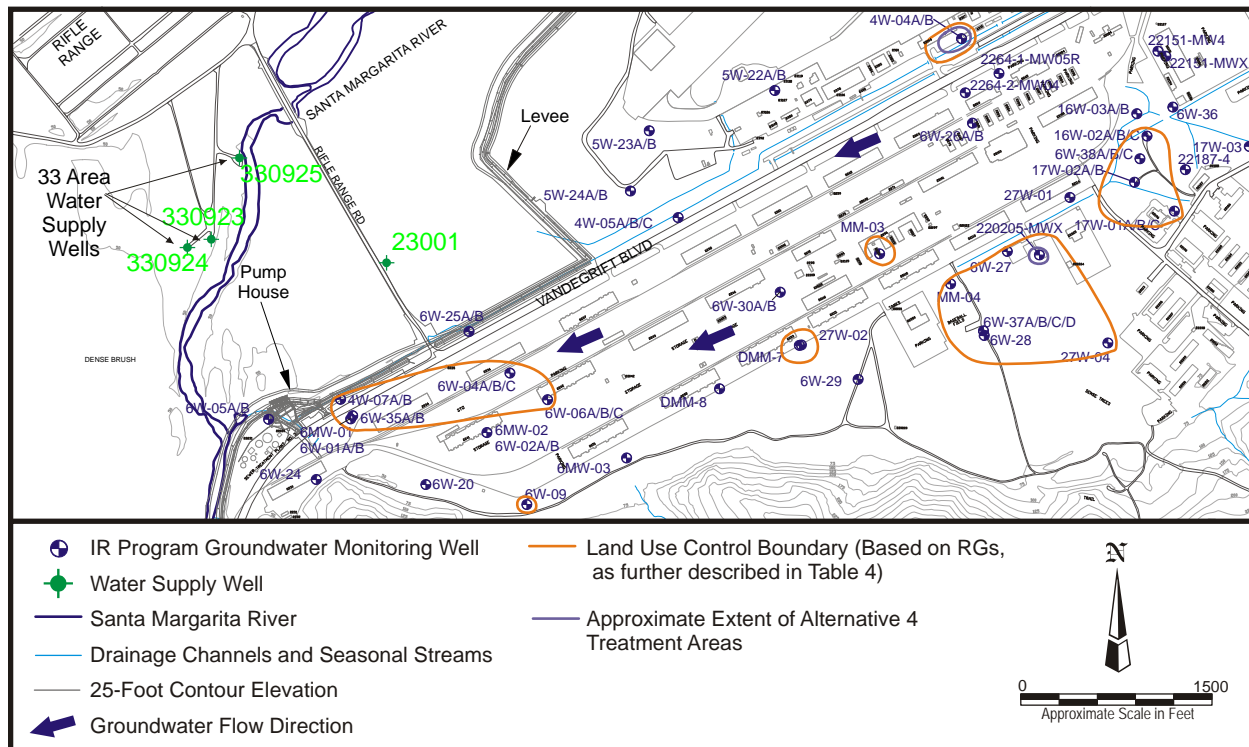 RIFLE
RANGE
SANTA MARGARITA RIVER
RIFLE RANGE RD
Levee
33 Area
Water
Supply
Wells
330925
330923
330924
23001
Pump
House
DENSE BRUSH
VANDEGRIFT BLVD
4W-04A/B
5W-22A/B
2264-1-MW05R
2264-2-MW04
22151-MW4
22151-MWX
16W-03A/B
6W-36
5W-23A/B
6W-26A/B
16W-02A/B/C
6W-38A/B/C
17W-03
22187-4
17W-02A/B
5W-24A/B
27W-01
4W-05A/B/C
MM-03
220205-MWX
17W-01A/B/C
6W-27
MM-04
6W-30A/B
6W-25A/B
6W-37A/B/C/D
6W-28
27W-02
DMM-7
27W-04
6W-04A/B/C
6W-29
DMM-8
4W-07A/B
6W-05A/B
6W-35A/B
6W-06A/B/C
6MW-01
6W-01A/B
6MW-02
6W-02A/B
6MW-03
6W-24
6W-20
6W-09
PARKING
STORAGE
TRAIL
IR Program Groundwater Monitoring Well
Water Supply Well
Santa Margarita River
Drainage Channels and Seasonal Streams
25-Foot Contour Elevation
Groundwater Flow Direction
Land Use Control Boundary (Based on RGs,
as further described in Table 4)
Approximate Extent of Alternative 4
Treatment Areas
N
0 1500
Approximate Scale in Feet